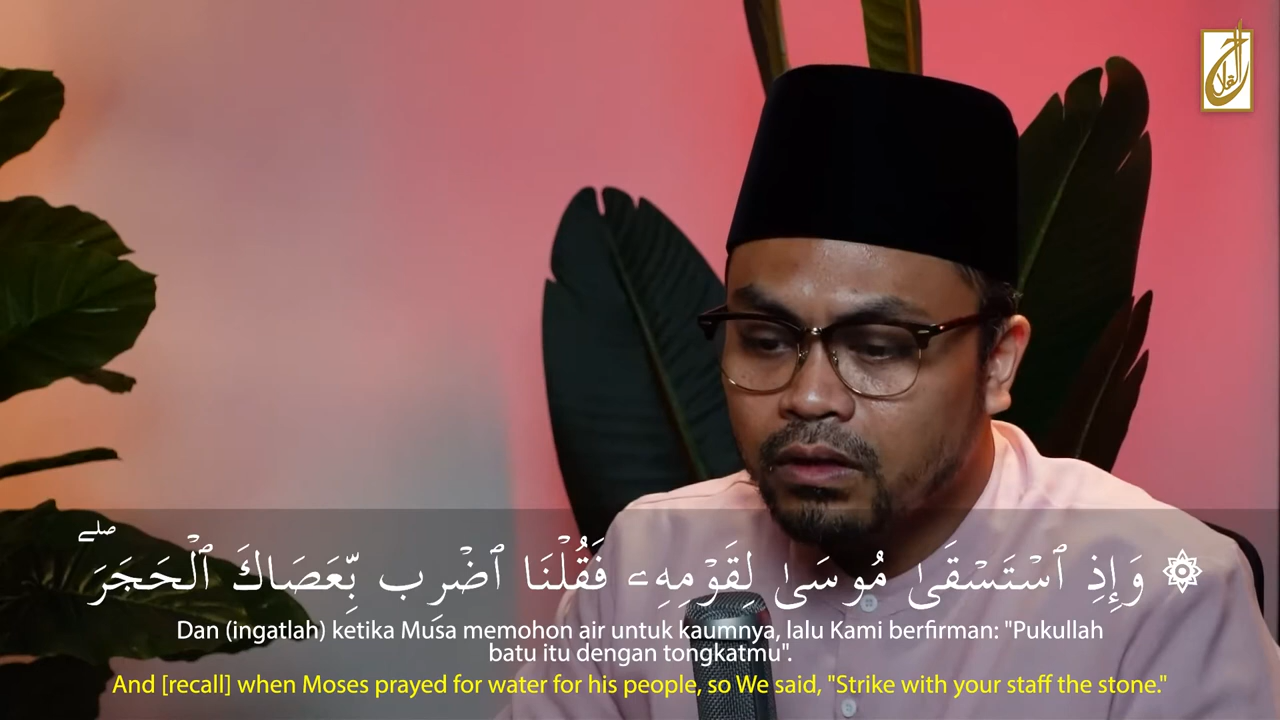 الفلاح
۞ وَإِذِ ٱسْتَسْقَىٰ مُوسَىٰ لِقَوْمِهِۦ فَقُلْنَا ٱضْرِب بِّعَصَاكَ ٱلْحَجَرَ ۖ
Dan (ingatlah) ketika Musa memohon air untuk kaumnya, lalu Kami berfirman: "Pukullah
batu itu dengan tongkatmu".
And [recall] when Moses prayed for water for his people, so We said, "Strike with your staff the stone."